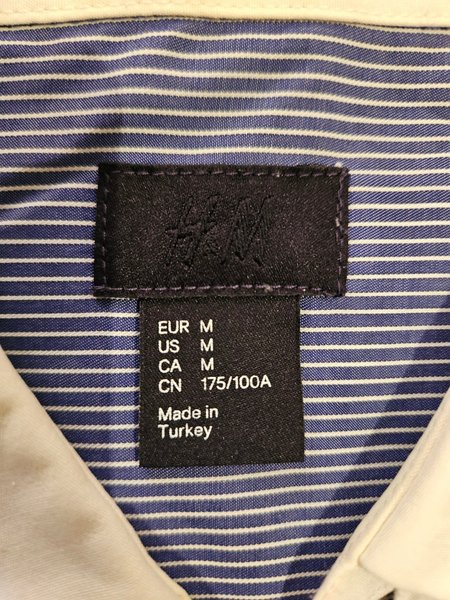 H&M
EUR M
US M
CA M
CN 175/100A
Made in
Turkey